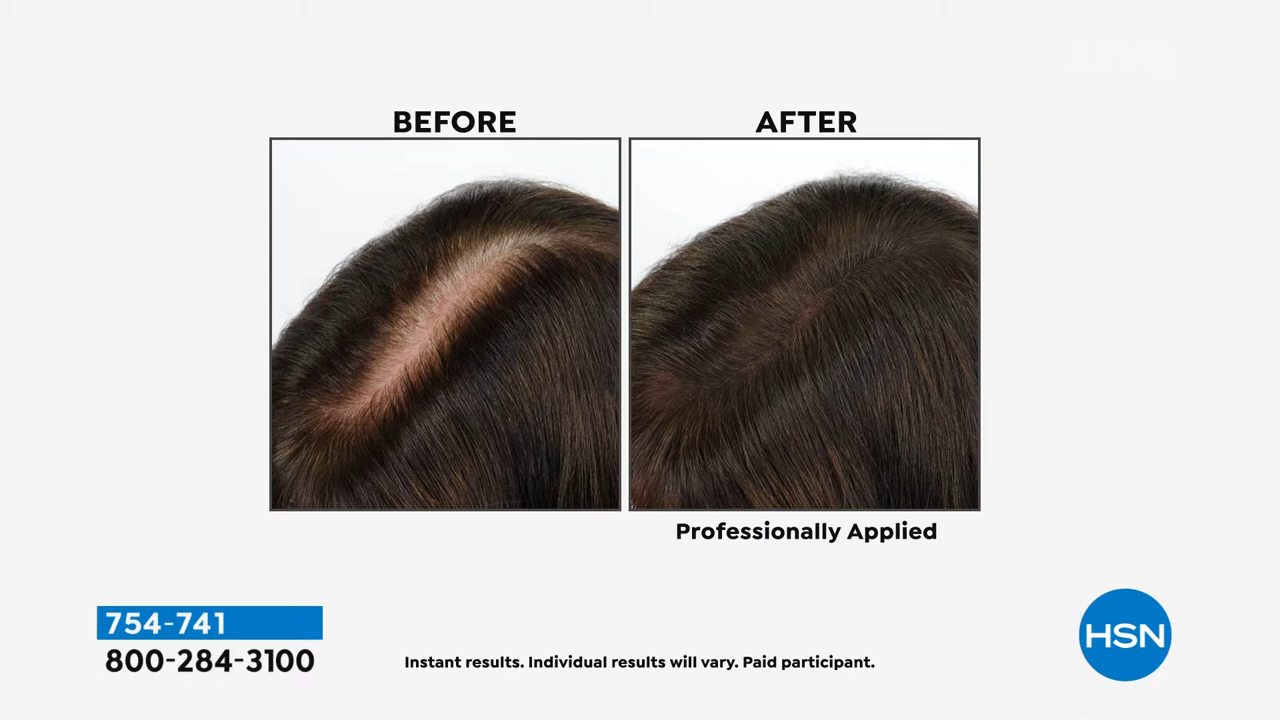 BEFORE
AFTER
Professionally Applied
754-741
800-284-3100
Instant results. Individual results will vary. Paid participant.
HSN